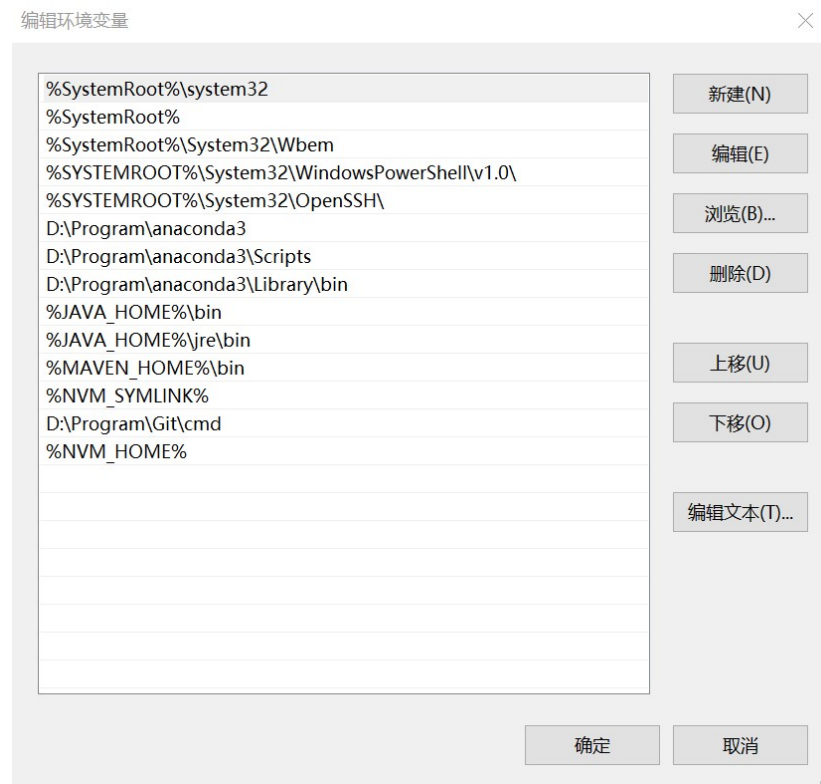 编辑环境变量
%SystemRoot%\system32
%SystemRoot%
%SystemRoot%\System32\Wbem
%SYSTEMROOT%\System32\WindowsPowerShell\v1.0\
%SYSTEMROOT%\System32\OpenSSH\
D:\Program\anaconda3
D:\Program\anaconda3\Scripts
D:\Program\anaconda3\Library\bin
%JAVA_HOME%\bin
%JAVA_HOME%\jre\bin
%MAVEN_HOME%\bin
%NVM_SYMLINK%
D:\Program\Git\cmd
%NVM_HOME%
新建(N)
编辑(E)
浏览(B)...
删除(D)
上移(U)
下移(O)
编辑文本(T)...
确定
取消